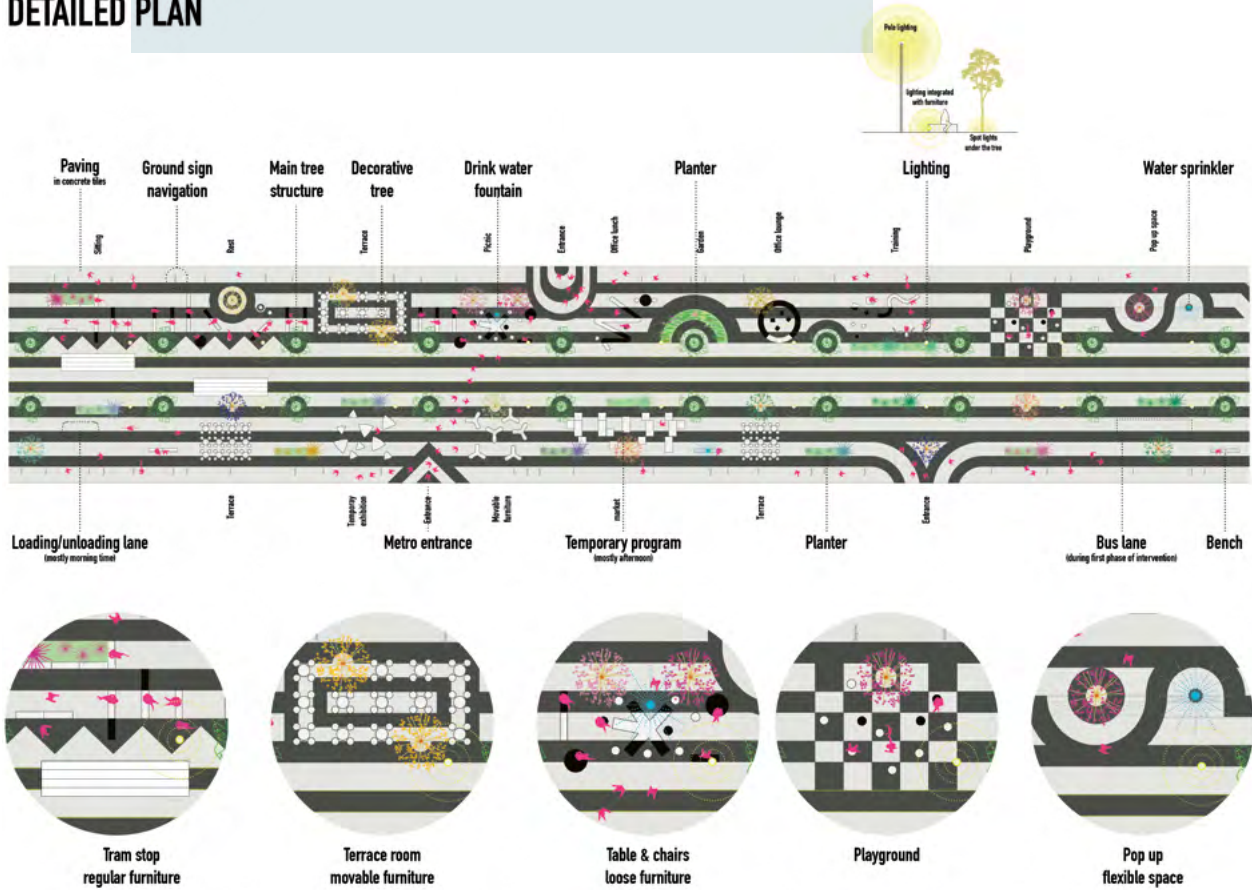 DETAILED PLAN
Pole lighting
lighting integrated
with furniture
Spot lights
under the tree
Paving
in concrete tiles
Ground sign
navigation
Main tree
structure
Decorative
tree
Drink water
fountain
Planter
Lighting
Water sprinkler
Sitting
Rest
Terrace
Picnic
Entrance
Office lunch
Garden
Office lounge
Training
Playground
Pop up space
Terrace
Temporay
exhibition
Entrance
Movable
furniture
market
Terrace
Entrance
Loading/unloading lane
(mostly morning time)
Metro entrance
Temporary program
(mostly afternoon)
Planter
Bus lane
(during first phase of intervention)
Bench
Tram stop
regular furniture
Terrace room
movable furniture
Table & chairs
loose furniture
Playground
Pop up
flexible space